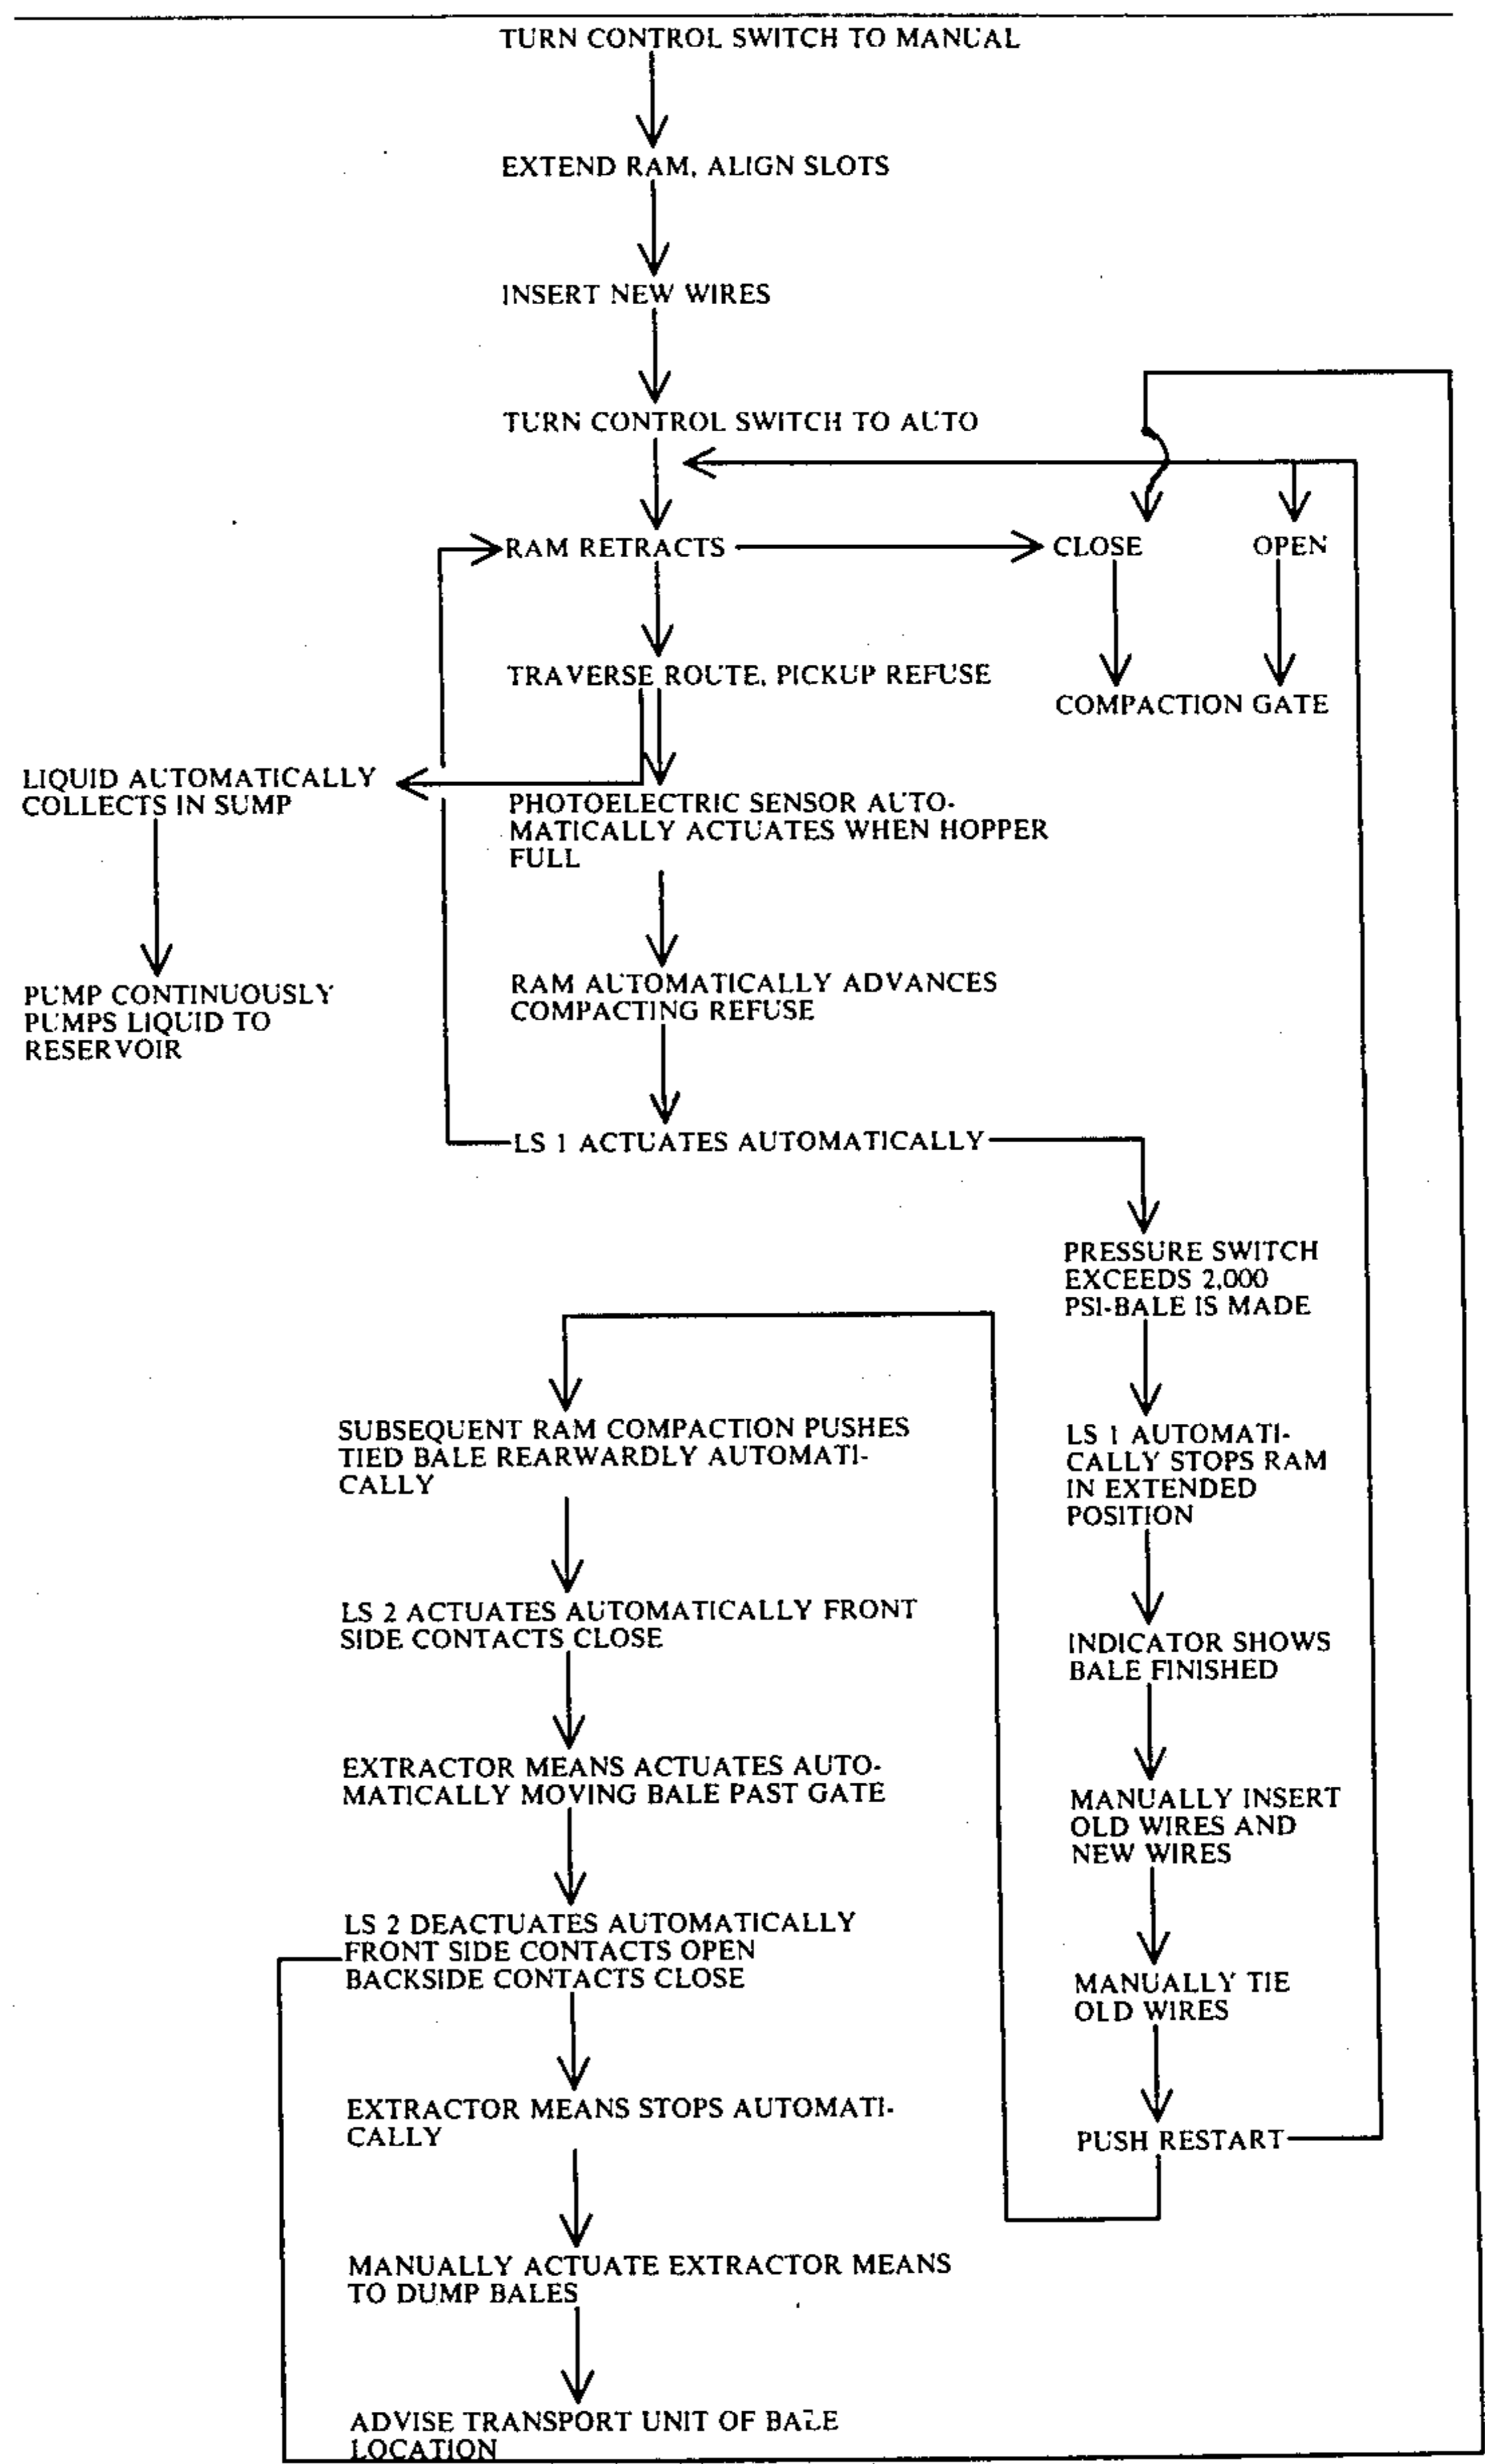 TURN CONTROL SWITCH TO MANUAL
EXTEND RAM, ALIGN SLOTS
INSERT NEW WIRES
TURN CONTROL SWITCH TO AUTO
RAM RETRACTS
CLOSE
OPEN
TRAVERSE ROUTE, PICKUP REFUSE
COMPACTION GATE
LIQUID AUTOMATICALLY
COLLECTS IN SUMP
PHOTOELECTRIC SENSOR AUTO-
MATICALLY ACTUATES WHEN HOPPER
FULL
PUMP CONTINUOUSLY
PUMPS LIQUID TO
RESERVOIR
RAM AUTOMATICALLY ADVANCES
COMPACTING REFUSE
LS 1 ACTUATES AUTOMATICALLY
PRESSURE SWITCH
EXCEEDS 2,000
PSI-BALE IS MADE
LS 1 AUTOMATI-
CALLY STOPS RAM
IN EXTENDED
POSITION
INDICATOR SHOWS
BALE FINISHED
MANUALLY INSERT
OLD WIRES AND
NEW WIRES
MANUALLY TIE
OLD WIRES
PUSH RESTART
SUBSEQUENT RAM COMPACTION PUSHES
TIED BALE REARWARDLY AUTOMATI-
CALLY
LS 2 ACTUATES AUTOMATICALLY FRONT
SIDE CONTACTS CLOSE
EXTRACTOR MEANS ACTUATES AUTO-
MATICALLY MOVING BALE PAST GATE
LS 2 DEACTUATES AUTOMATICALLY
FRONT SIDE CONTACTS OPEN
BACKSIDE CONTACTS CLOSE
EXTRACTOR MEANS STOPS AUTOMATI-
CALLY
MANUALLY ACTUATE EXTRACTOR MEANS
TO DUMP BALES
ADVISE TRANSPORT UNIT OF BALE
LOCATION